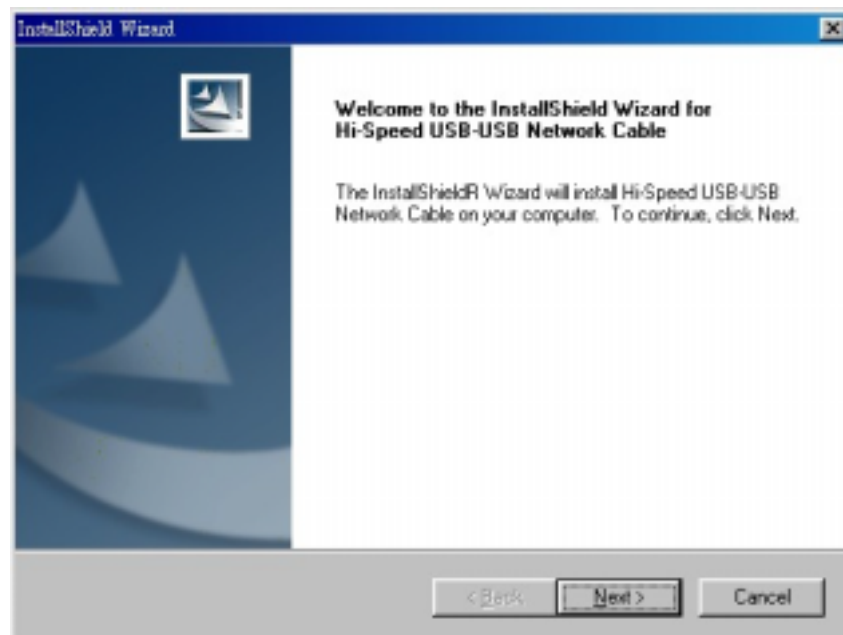 InstallShield Wizard
Welcome to the InstallShield Wizard for
Hi-Speed USB-USB Network Cable
The InstallShieldR Wizard will install Hi-Speed USB-USB
Network Cable on your computer. To continue, click Next.
< Back
Next >
Cancel